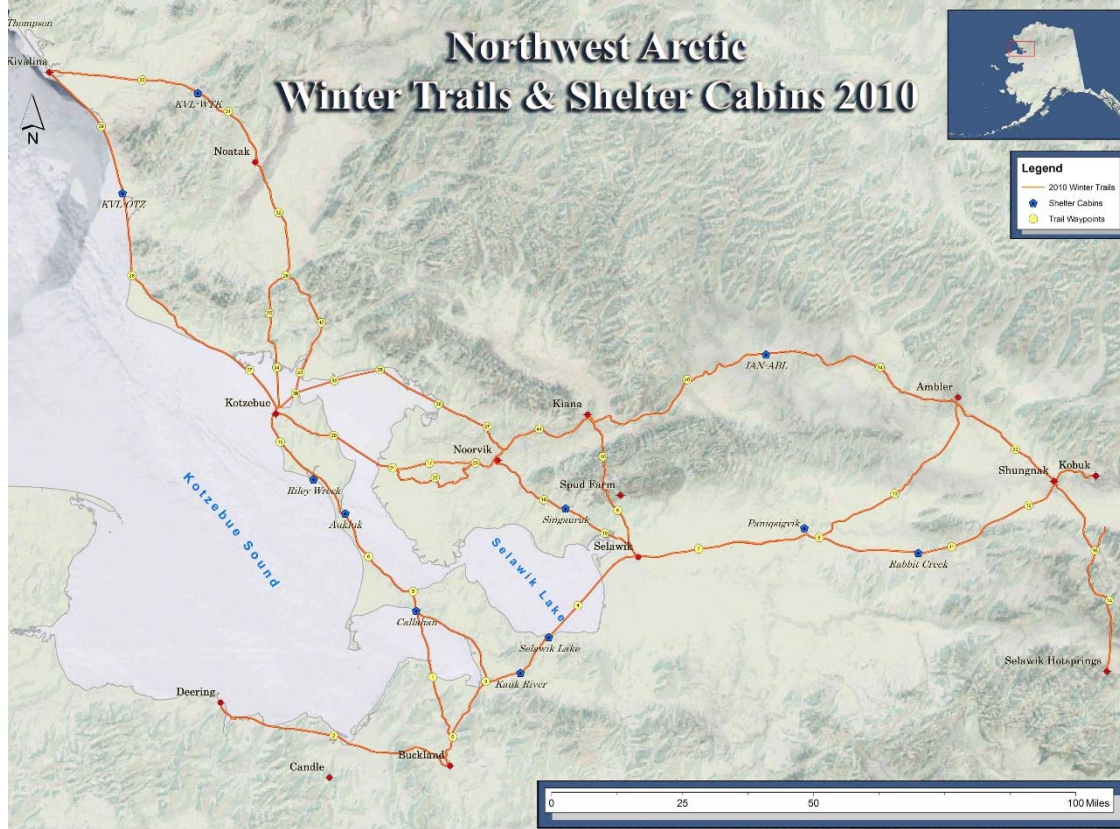 Northwest Arctic
Winter Trails & Shelter Cabins 2010
Thompson
Kivalina
N
KVL-WTK
Noatak
KVL-OTZ
Legend
2010 Winter Trails
Shelter Cabins
Trail Waypoints
IAN-ABL
Ambler
Kotzebue
Kiana
Noorvik
Shungnak
Kobuk
Riley Wreck
Spud Farm
Aukluk
Singauruk
Paniqsigvik
Selawik
Rabbit Creek
Kotzebue Sound
Selawik Lake
Callahan
Selawik Lake
Kauk River
Selawik Hotsprings
Deering
Buckland
Candle
0 25 50 100 Miles